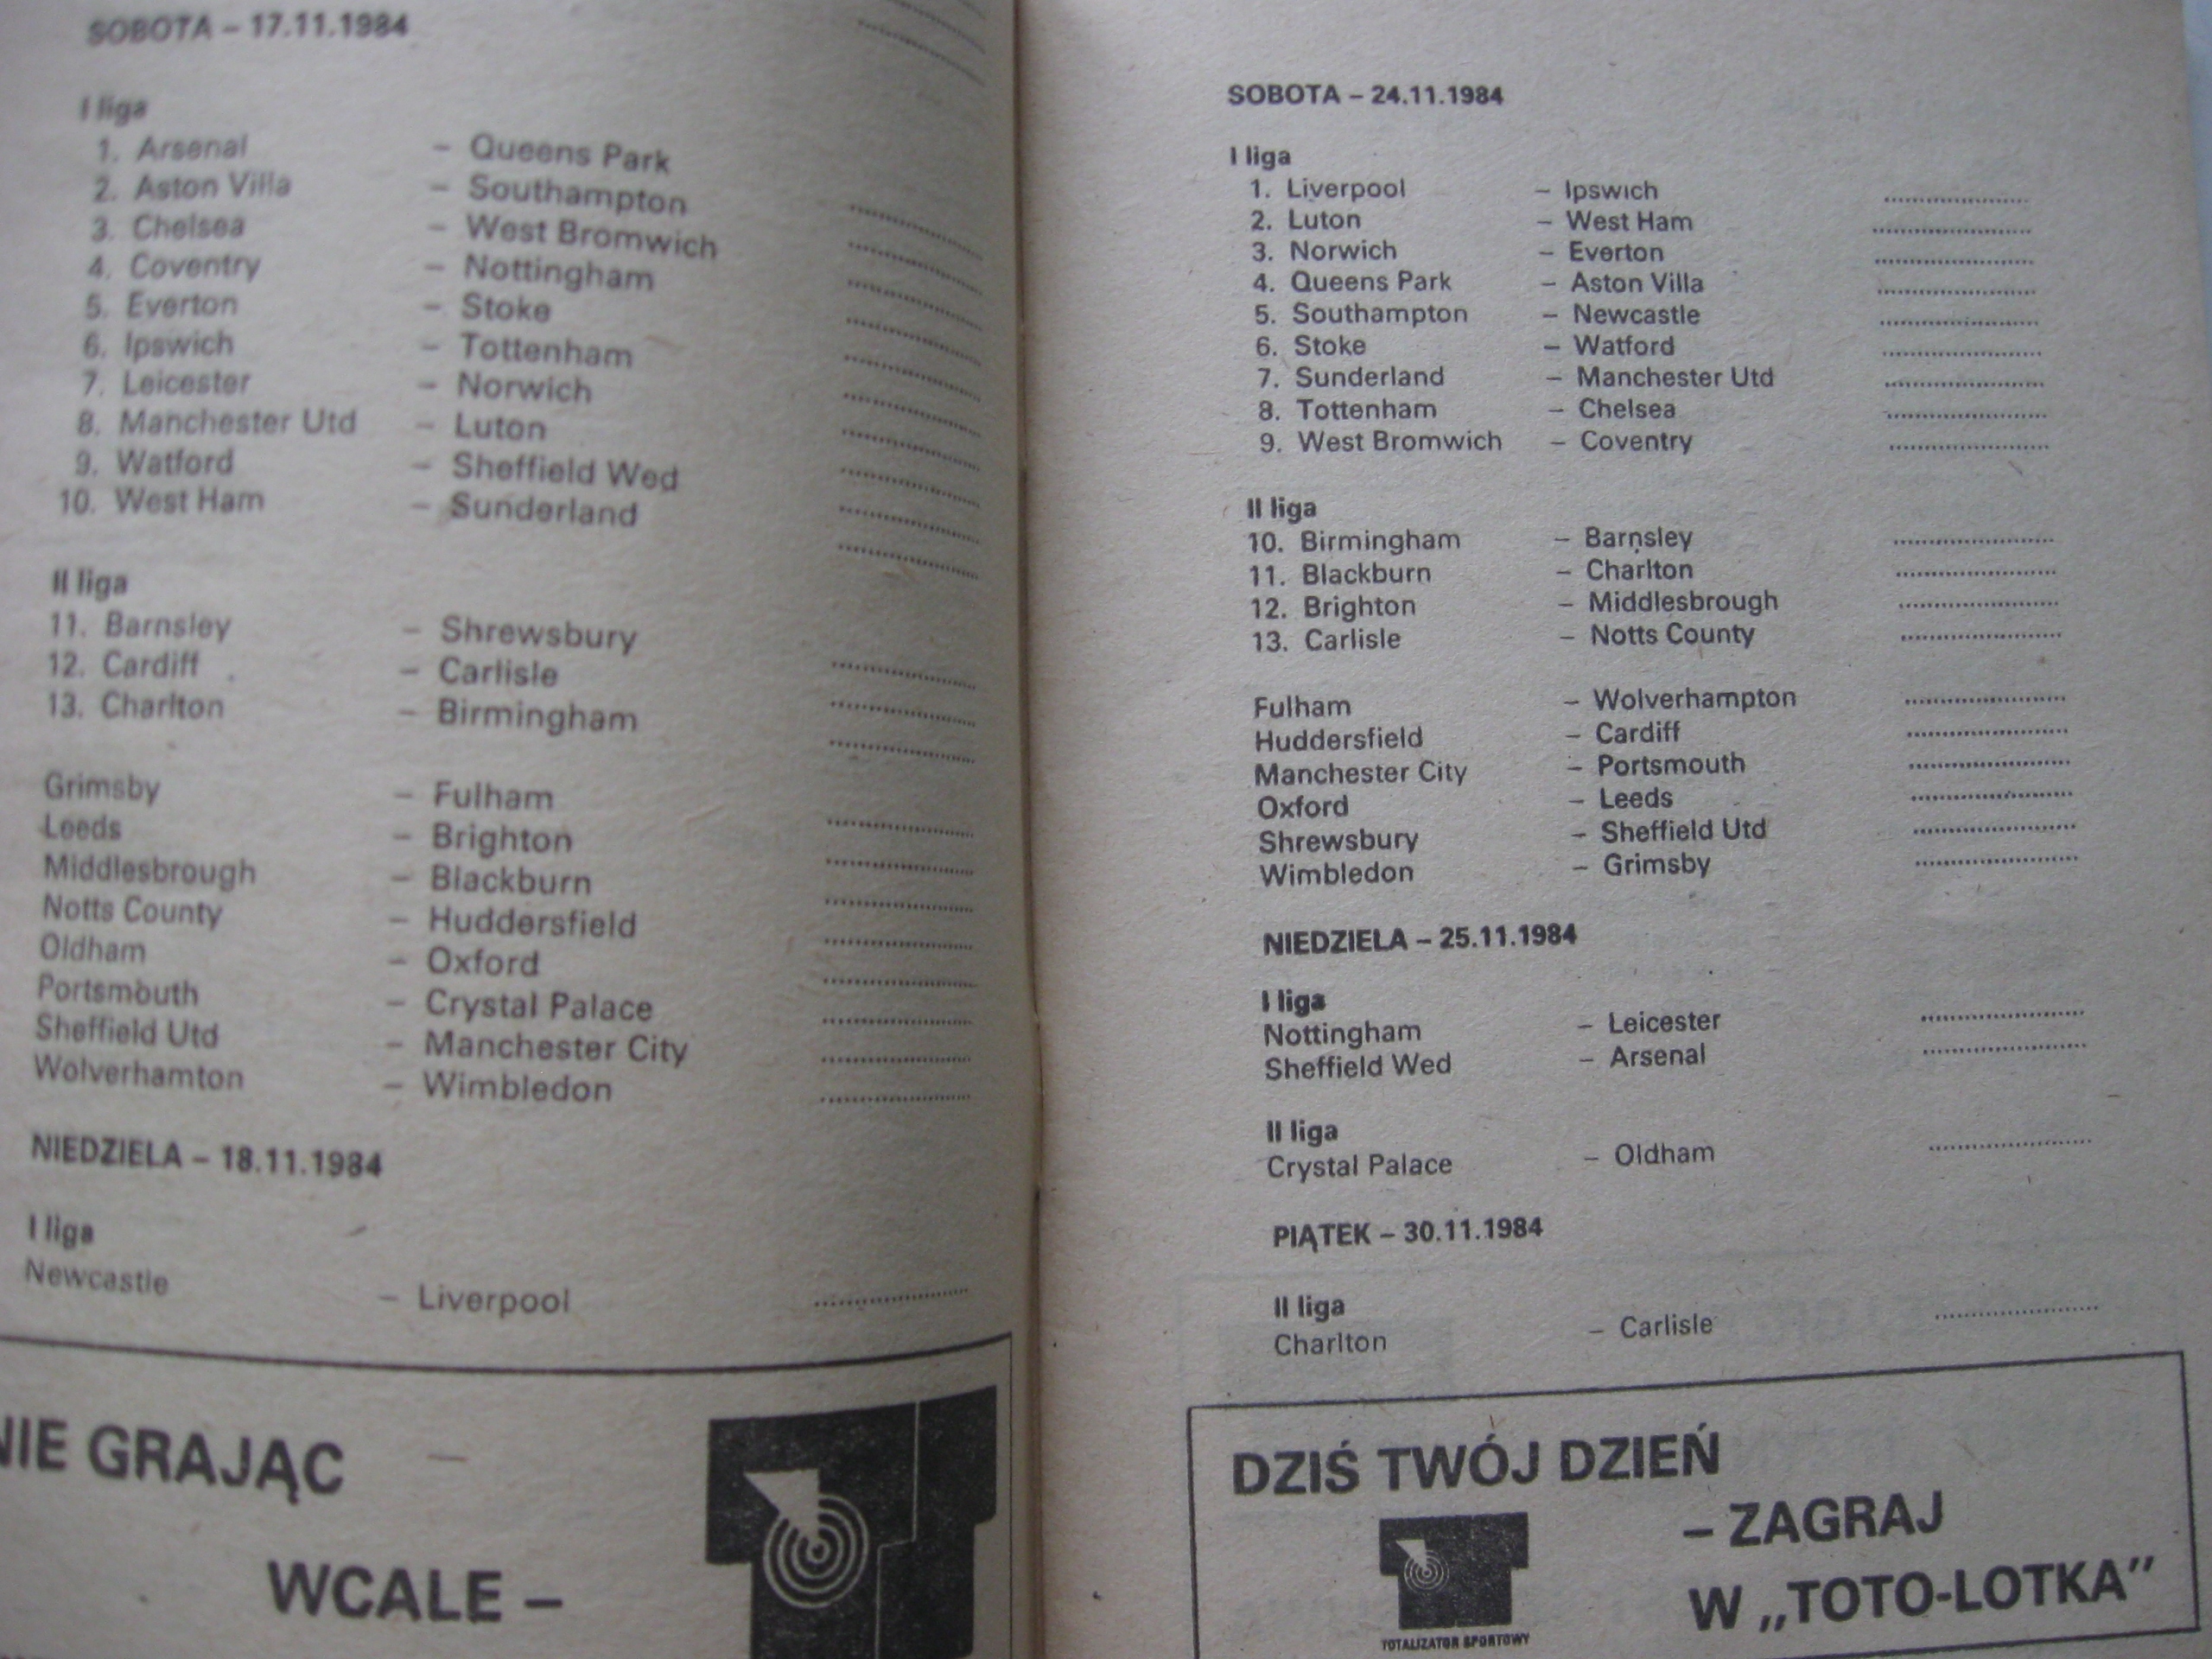 SOBOTA – 17.11.1984
I liga
1. Arsenal – Queens Park
2. Aston Villa – Southampton
3. Chelsea – West Bromwich
4. Coventry – Nottingham
5. Everton – Stoke
6. Ipswich – Tottenham
7. Leicester – Norwich
8. Manchester Utd – Luton
9. Watford – Sheffield Wed
10. West Ham – Sunderland
II liga
11. Barnsley – Shrewsbury
12. Cardiff – Carlisle
13. Charlton – Birmingham
Grimsby – Fulham
Leeds – Brighton
Middlesbrough – Blackburn
Notts County – Huddersfield
Oldham – Oxford
Portsmouth – Crystal Palace
Sheffield Utd – Manchester City
Wolverhamton – Wimbledon
NIEDZIELA – 18.11.1984
I liga
Newcastle – Liverpool
NIE GRAJĄC
WCALE –
SOBOTA – 24.11.1984
I liga
1. Liverpool – Ipswich
2. Luton – West Ham
3. Norwich – Everton
4. Queens Park – Aston Villa
5. Southampton – Newcastle
6. Stoke – Watford
7. Sunderland – Manchester Utd
8. Tottenham – Chelsea
9. West Bromwich – Coventry
II liga
10. Birmingham – Barnsley
11. Blackburn – Charlton
12. Brighton – Middlesbrough
13. Carlisle – Notts County
Fulham – Wolverhampton
Huddersfield – Cardiff
Manchester City – Portsmouth
Oxford – Leeds
Shrewsbury – Sheffield Utd
Wimbledon – Grimsby
NIEDZIELA – 25.11.1984
I liga
Nottingham – Leicester
Sheffield Wed – Arsenal
II liga
Crystal Palace – Oldham
PIĄTEK – 30.11.1984
II liga
Charlton – Carlisle
DZIŚ TWÓJ DZIEŃ
– ZAGRAJ
W „TOTO-LOTKA”
TOTALIZATOR SPORTOWY